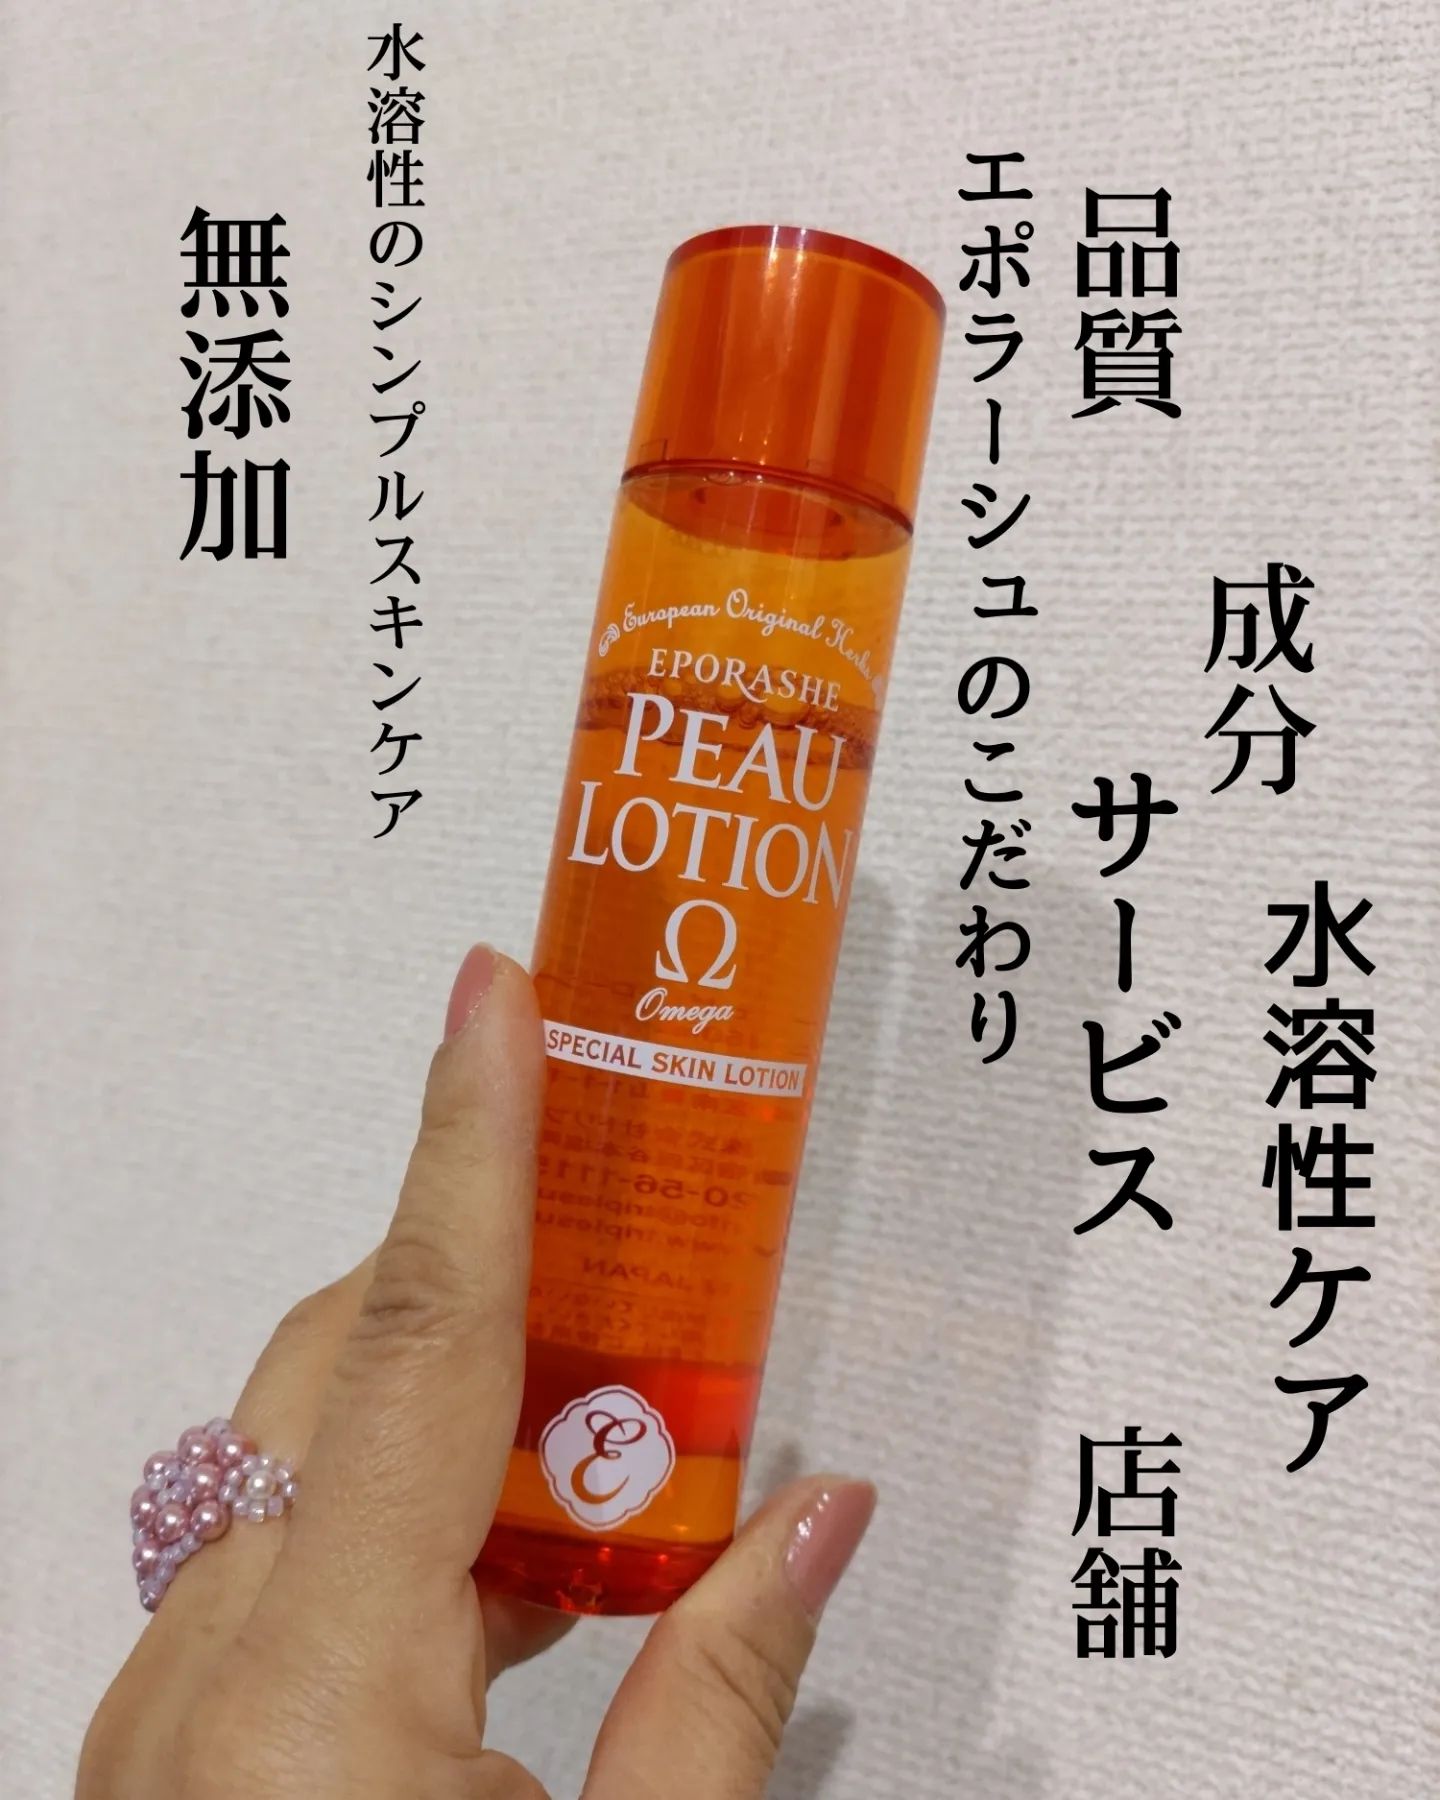 品質
成分
サービス
水溶性ケア
店舗
エポラーシュのこだわり
水溶性のシンプルスキンケア
無添加
European Original Herbs
EPORASHE
PEAU
LOTION
Ω
Omega
SPECIAL SKIN LOTION
E